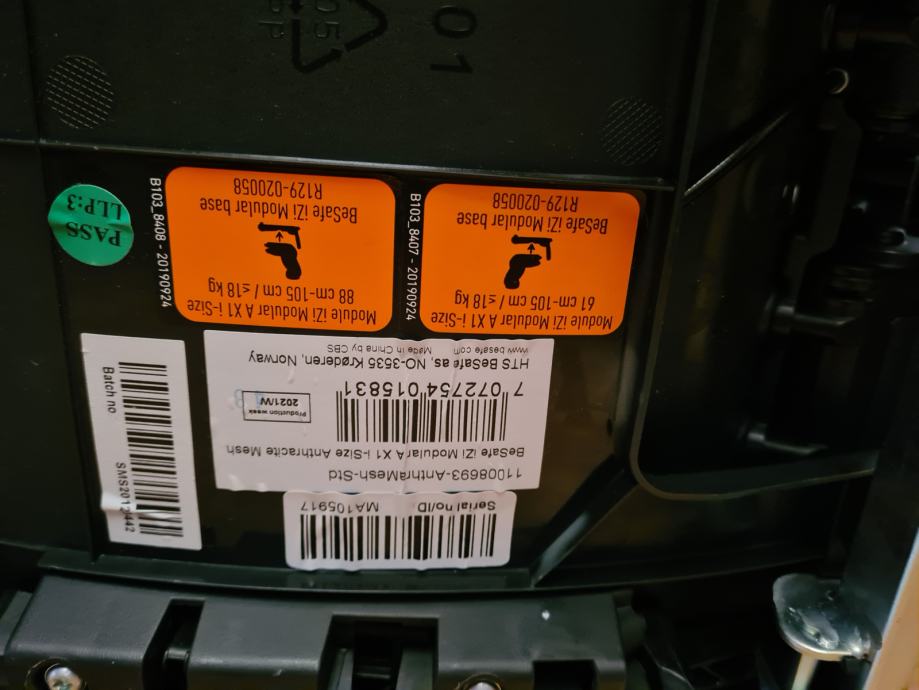 01
05
PASS
LLP:3
B103_8408 - 20190924
Module iZi Modular A X1 i-Size
88 cm-105 cm / ≤18 kg
BeSafe iZi Modular base
R129-020058
B103_8407 - 20190924
Module iZi Modular A X1 i-Size
61 cm-105 cm / ≤18 kg
BeSafe iZi Modular base
R129-020058
Serial no/ID
MA105917
11008693-AnthraMesh-Std
BeSafe iZi Modular A X1 i-Size Anthracite Mesh
7 072754 015831
Production week
2021/W
HTS BeSafe as, NO-3535 Krøderen, Norway
www.besafe.com Made in China by CBS
Batch no